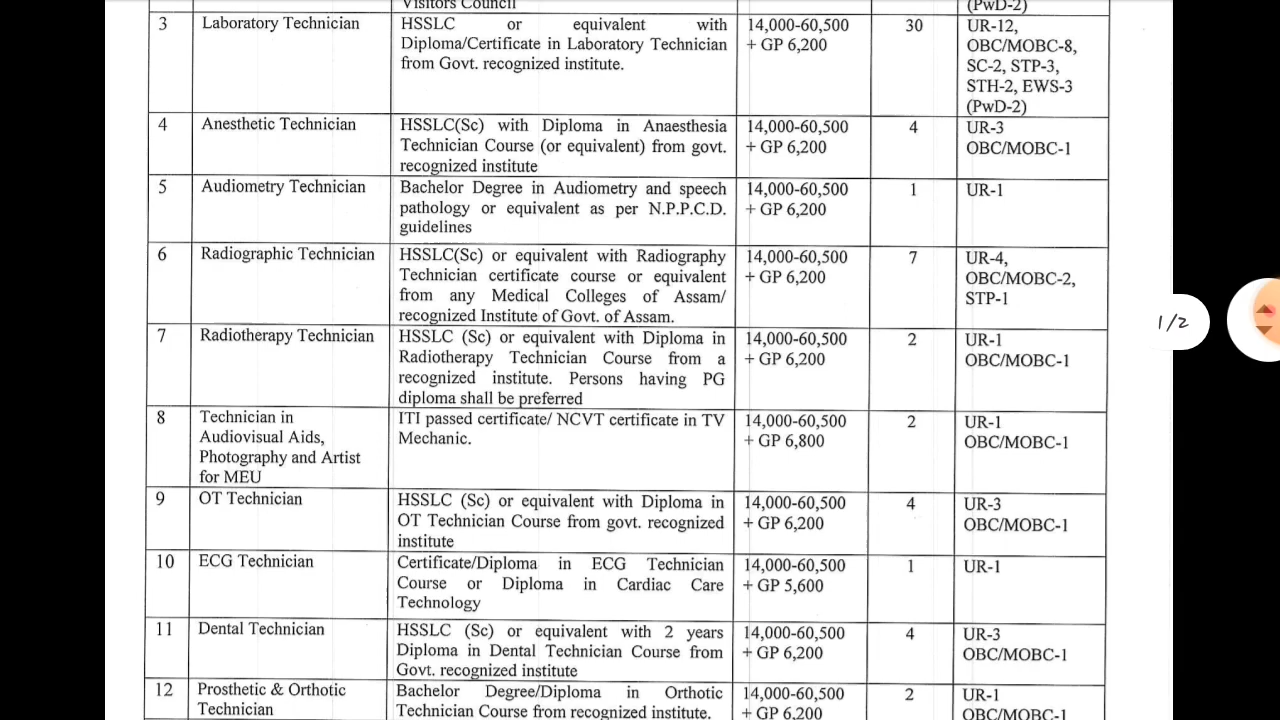 Visitors Council
(PwD-2)
3
Laboratory Technician
HSSLC or equivalent with
Diploma/Certificate in Laboratory Technician
from Govt. recognized institute.
14,000-60,500
+ GP 6,200
30
UR-12,
OBC/MOBC-8,
SC-2, STP-3,
STH-2, EWS-3
(PwD-2)
4
Anesthetic Technician
HSSLC(Sc) with Diploma in Anaesthesia
Technician Course (or equivalent) from govt.
recognized institute
14,000-60,500
+ GP 6,200
4
UR-3
OBC/MOBC-1
5
Audiometry Technician
Bachelor Degree in Audiometry and speech
pathology or equivalent as per N.P.P.C.D.
guidelines
14,000-60,500
+ GP 6,200
1
UR-1
6
Radiographic Technician
HSSLC(Sc) or equivalent with Radiography
Technician certificate course or equivalent
from any Medical Colleges of Assam/
recognized Institute of Govt. of Assam.
14,000-60,500
+ GP 6,200
7
UR-4,
OBC/MOBC-2,
STP-1
7
Radiotherapy Technician
HSSLC (Sc) or equivalent with Diploma in
Radiotherapy Technician Course from a
recognized institute. Persons having PG
diploma shall be preferred
14,000-60,500
+ GP 6,200
2
UR-1
OBC/MOBC-1
8
Technician in
Audiovisual Aids,
Photography and Artist
for MEU
ITI passed certificate/ NCVT certificate in TV
Mechanic.
14,000-60,500
+ GP 6,800
2
UR-1
OBC/MOBC-1
9
OT Technician
HSSLC (Sc) or equivalent with Diploma in
OT Technician Course from govt. recognized
institute
14,000-60,500
+ GP 6,200
4
UR-3
OBC/MOBC-1
10
ECG Technician
Certificate/Diploma in ECG Technician
Course or Diploma in Cardiac Care
Technology
14,000-60,500
+ GP 5,600
1
UR-1
11
Dental Technician
HSSLC (Sc) or equivalent with 2 years
Diploma in Dental Technician Course from
Govt. recognized institute
14,000-60,500
+ GP 6,200
4
UR-3
OBC/MOBC-1
12
Prosthetic & Orthotic
Technician
Bachelor Degree/Diploma in Orthotic
Technician Course from recognized institute.
14,000-60,500
+ GP 6,200
2
UR-1
OBC/MOBC-1
1/2